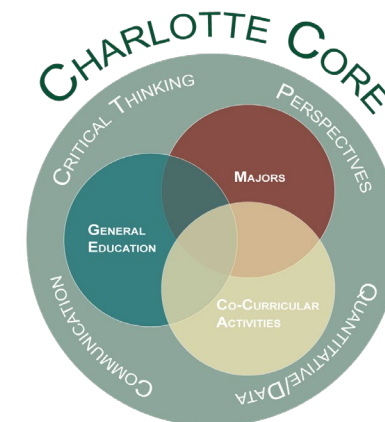 CHARLOTTE CORE
CRITICAL THINKING
PERSPECTIVES
MAJORS
GENERAL
EDUCATION
CO-CURRICULAR
ACTIVITIES
COMMUNICATION
QUANTITATIVE/DATA